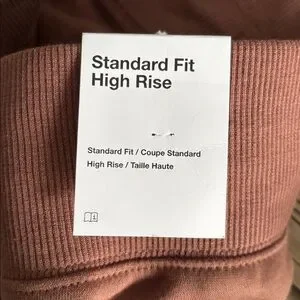 Standard Fit
High Rise
Standard Fit / Coupe Standard
High Rise / Taille Haute